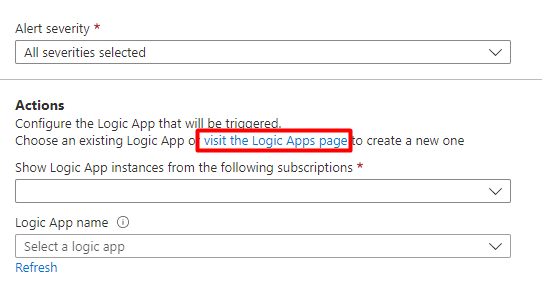 Alert severity *
All severities selected
Actions
Configure the Logic App that will be triggered.
Choose an existing Logic App or visit the Logic Apps page to create a new one
Show Logic App instances from the following subscriptions *
Logic App name
Select a logic app
Refresh